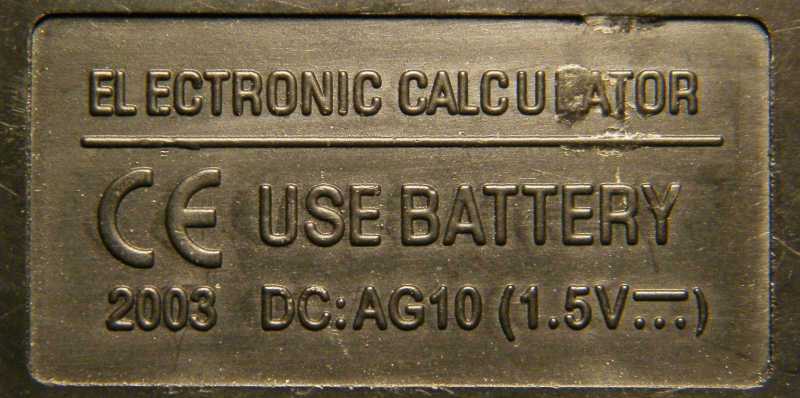 ELECTRONIC CALCULATOR
CE USE BATTERY
2003 DC:AG10 (1.5V⎓)